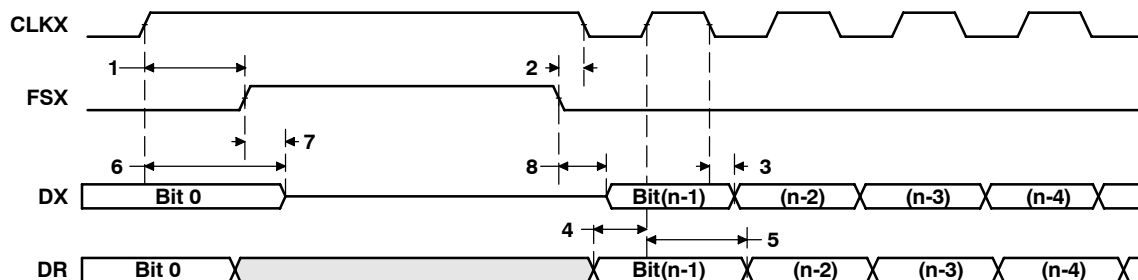 CLKX
1
2
FSX
7
6
8
3
DX
Bit 0
Bit(n-1)
(n-2)
(n-3)
(n-4)
4
5
DR
Bit 0
Bit(n-1)
(n-2)
(n-3)
(n-4)